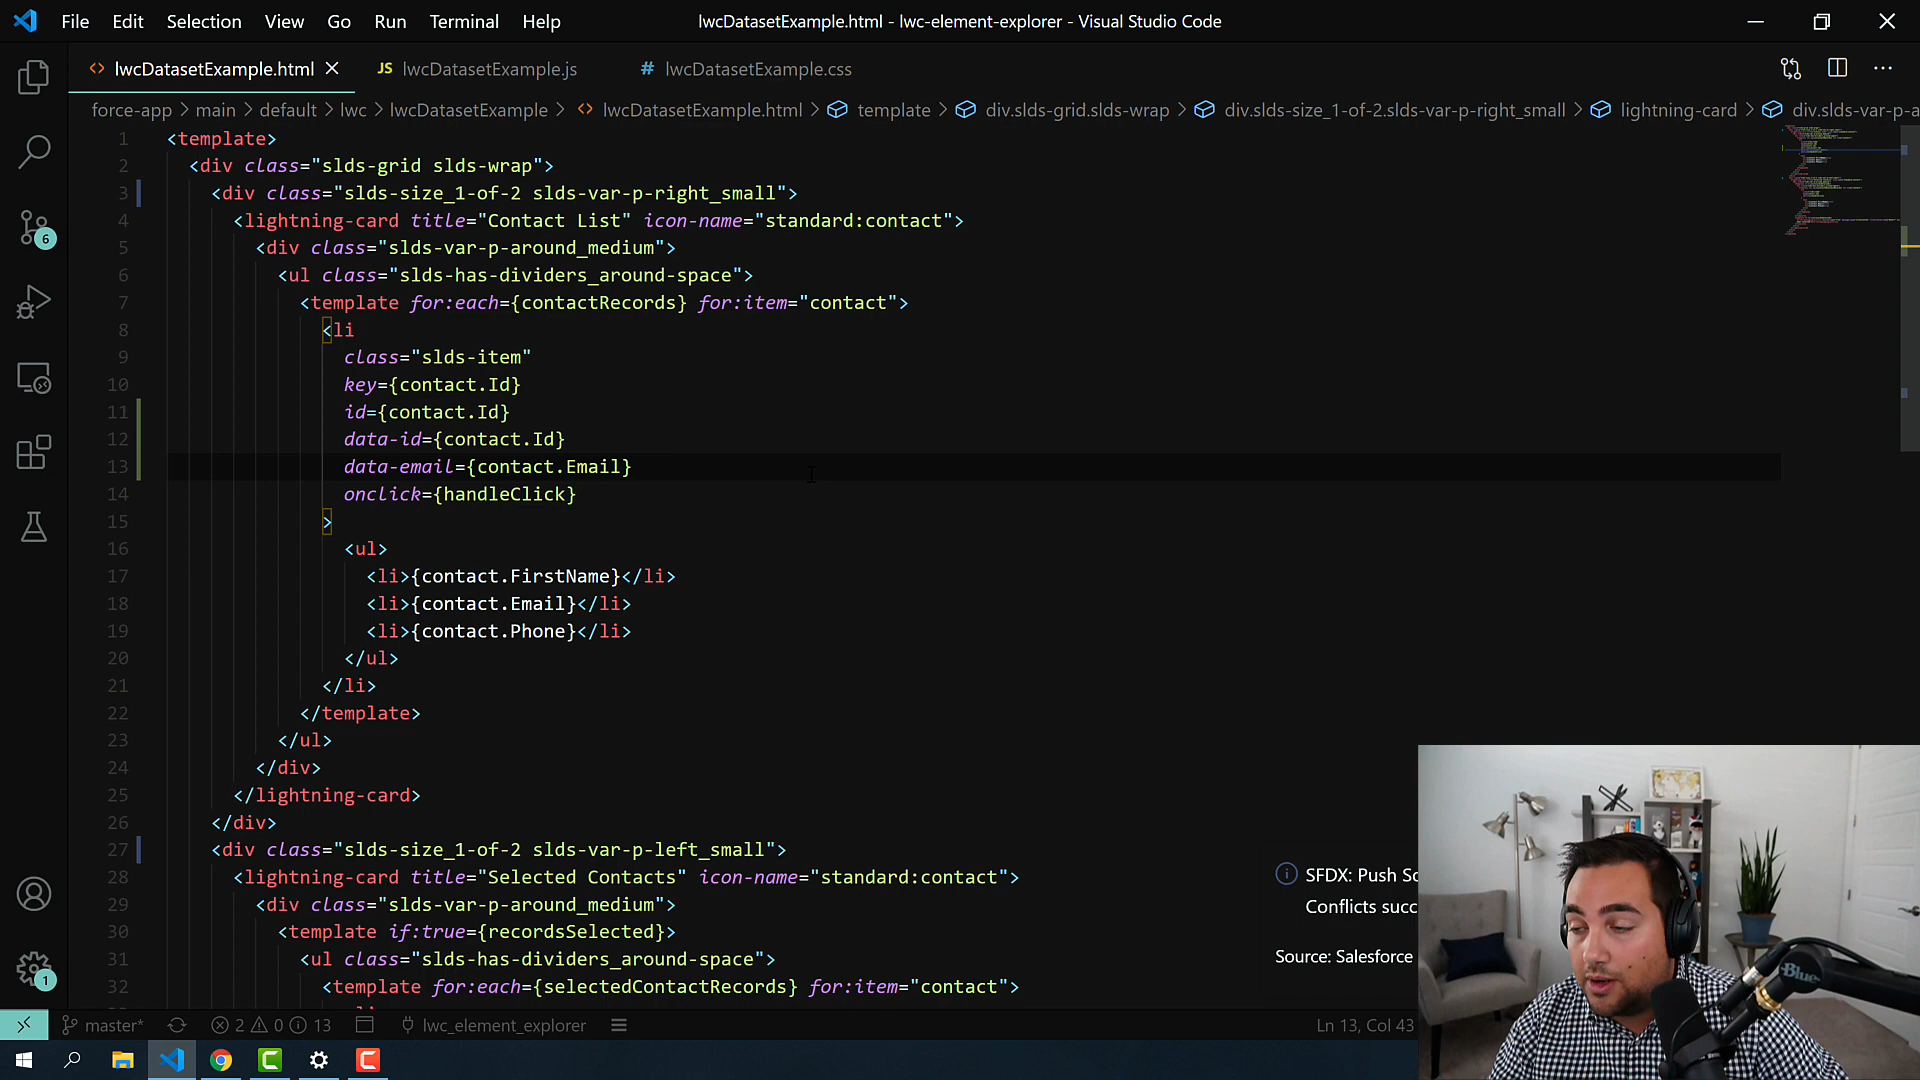 File Edit Selection View Go Run Terminal Help
lwcDatasetExample.html - lwc-element-explorer - Visual Studio Code
lwcDatasetExample.html
JS lwcDatasetExample.js
# lwcDatasetExample.css
force-app > main > default > lwc > lwcDatasetExample > lwcDatasetExample.html > template > div.slds-grid.slds-wrap > div.slds-size_1-of-2.slds-var-p-right_small > lightning-card > div.slds-var-p-a
1 <template>
2 <div class="slds-grid slds-wrap">
3 <div class="slds-size_1-of-2 slds-var-p-right_small">
4 <lightning-card title="Contact List" icon-name="standard:contact">
5 <div class="slds-var-p-around_medium">
6 <ul class="slds-has-dividers_around-space">
7 <template for:each={contactRecords} for:item="contact">
8 <li
9 class="slds-item"
10 key={contact.Id}
11 id={contact.Id}
12 data-id={contact.Id}
13 data-email={contact.Email}
14 onclick={handleClick}
15 >
16 <ul>
17 <li>{contact.FirstName}</li>
18 <li>{contact.Email}</li>
19 <li>{contact.Phone}</li>
20 </ul>
21 </li>
22 </template>
23 </ul>
24 </div>
25 </lightning-card>
26 </div>
27 <div class="slds-size_1-of-2 slds-var-p-left_small">
28 <lightning-card title="Selected Contacts" icon-name="standard:contact">
29 <div class="slds-var-p-around_medium">
30 <template if:true={recordsSelected}>
31 <ul class="slds-has-dividers_around-space">
32 <template for:each={selectedContactRecords} for:item="contact">
6
1
SFDX: Push So
Conflicts succ
Source: Salesforce
Blue
master* 2 0 13 lwc_element_explorer
Ln 13, Col 43